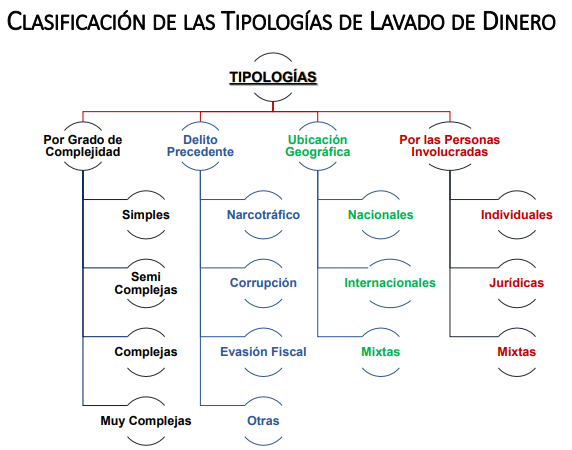 CLASIFICACIÓN DE LAS TIPOLOGÍAS DE LAVADO DE DINERO
TIPOLOGÍAS
Por Grado de
Complejidad
Delito
Precedente
Ubicación
Geográfica
Por las Personas
Involucradas
Simples
Narcotráfico
Nacionales
Individuales
Semi
Complejas
Corrupción
Internacionales
Jurídicas
Complejas
Evasión Fiscal
Mixtas
Mixtas
Muy Complejas
Otras